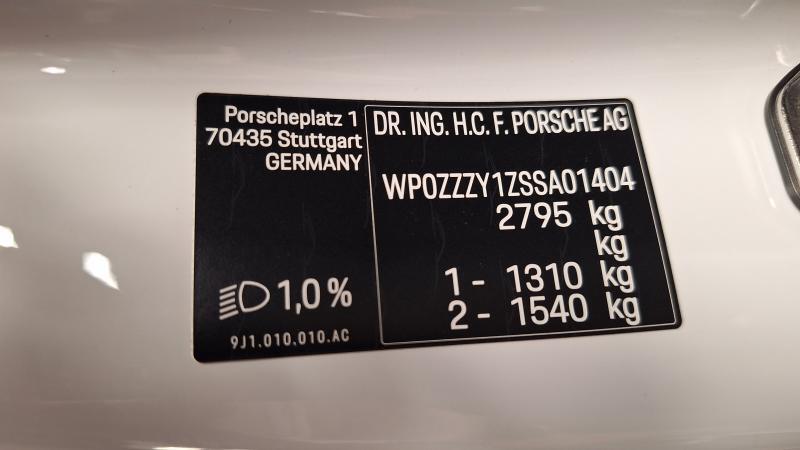 Porscheplatz 1
70435 Stuttgart
GERMANY
1,0%
9J1.010.010.AC
DR. ING. H.C. F. PORSCHE AG
WP0ZZZY1ZSSA01404
2795 kg
kg
1 - 1310 kg
2 - 1540 kg